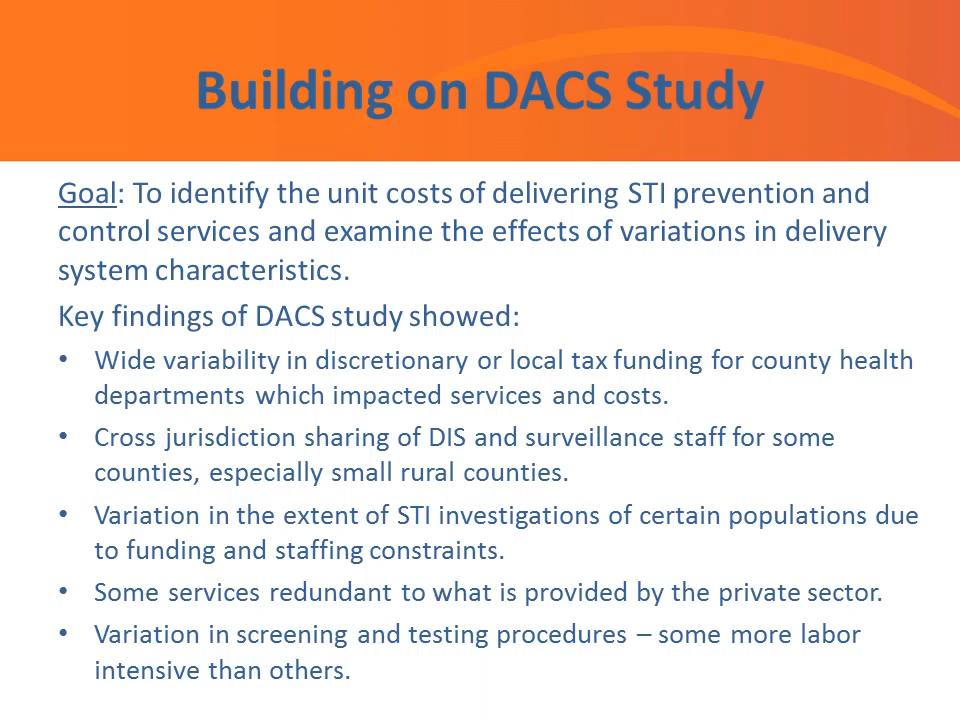 Building on DACS Study
Goal: To identify the unit costs of delivering STI prevention and
control services and examine the effects of variations in delivery
system characteristics.
Key findings of DACS study showed:
• Wide variability in discretionary or local tax funding for county health
departments which impacted services and costs.
• Cross jurisdiction sharing of DIS and surveillance staff for some
counties, especially small rural counties.
• Variation in the extent of STI investigations of certain populations due
to funding and staffing constraints.
• Some services redundant to what is provided by the private sector.
• Variation in screening and testing procedures – some more labor
intensive than others.